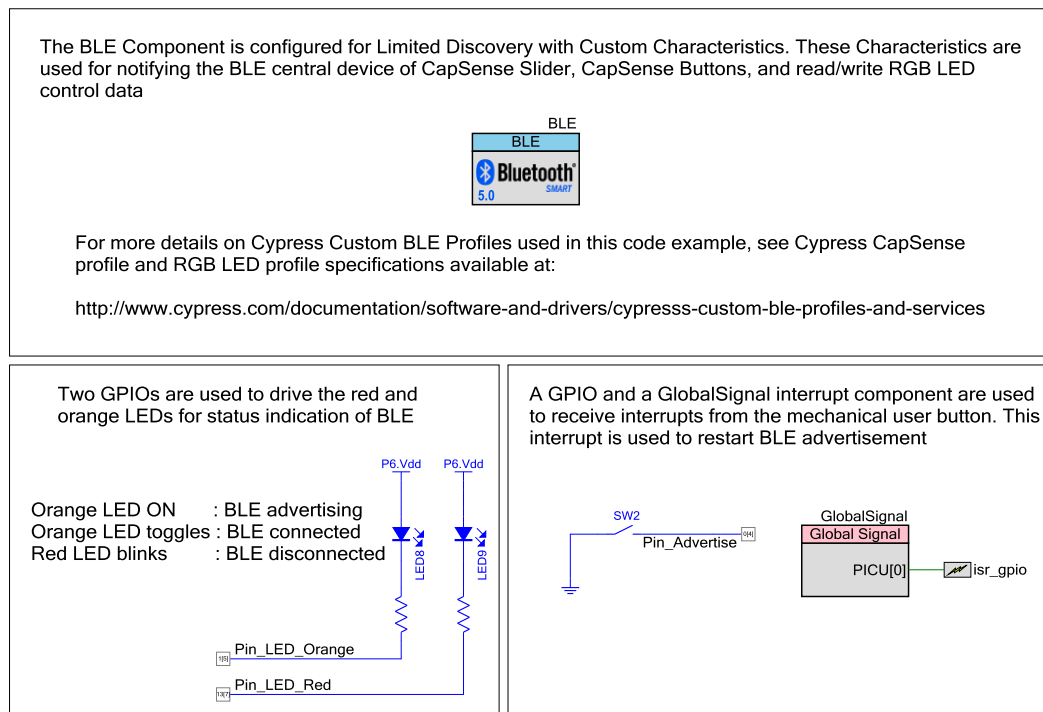 The BLE Component is configured for Limited Discovery with Custom Characteristics. These Characteristics are
used for notifying the BLE central device of CapSense Slider, CapSense Buttons, and read/write RGB LED
control data
BLE
BLE
Bluetooth®
SMART
5.0
For more details on Cypress Custom BLE Profiles used in this code example, see Cypress CapSense
profile and RGB LED profile specifications available at:
http://www.cypress.com/documentation/software-and-drivers/cypresss-custom-ble-profiles-and-services
Two GPIOs are used to drive the red and
orange LEDs for status indication of BLE
P6.Vdd P6.Vdd
Orange LED ON : BLE advertising
Orange LED toggles : BLE connected
Red LED blinks : BLE disconnected
LED8
LED9
Pin_LED_Orange
1[5]
Pin_LED_Red
13[7]
A GPIO and a GlobalSignal interrupt component are used
to receive interrupts from the mechanical user button. This
interrupt is used to restart BLE advertisement
SW2
Pin_Advertise
0[4]
GlobalSignal
Global Signal
PICU[0]
isr_gpio